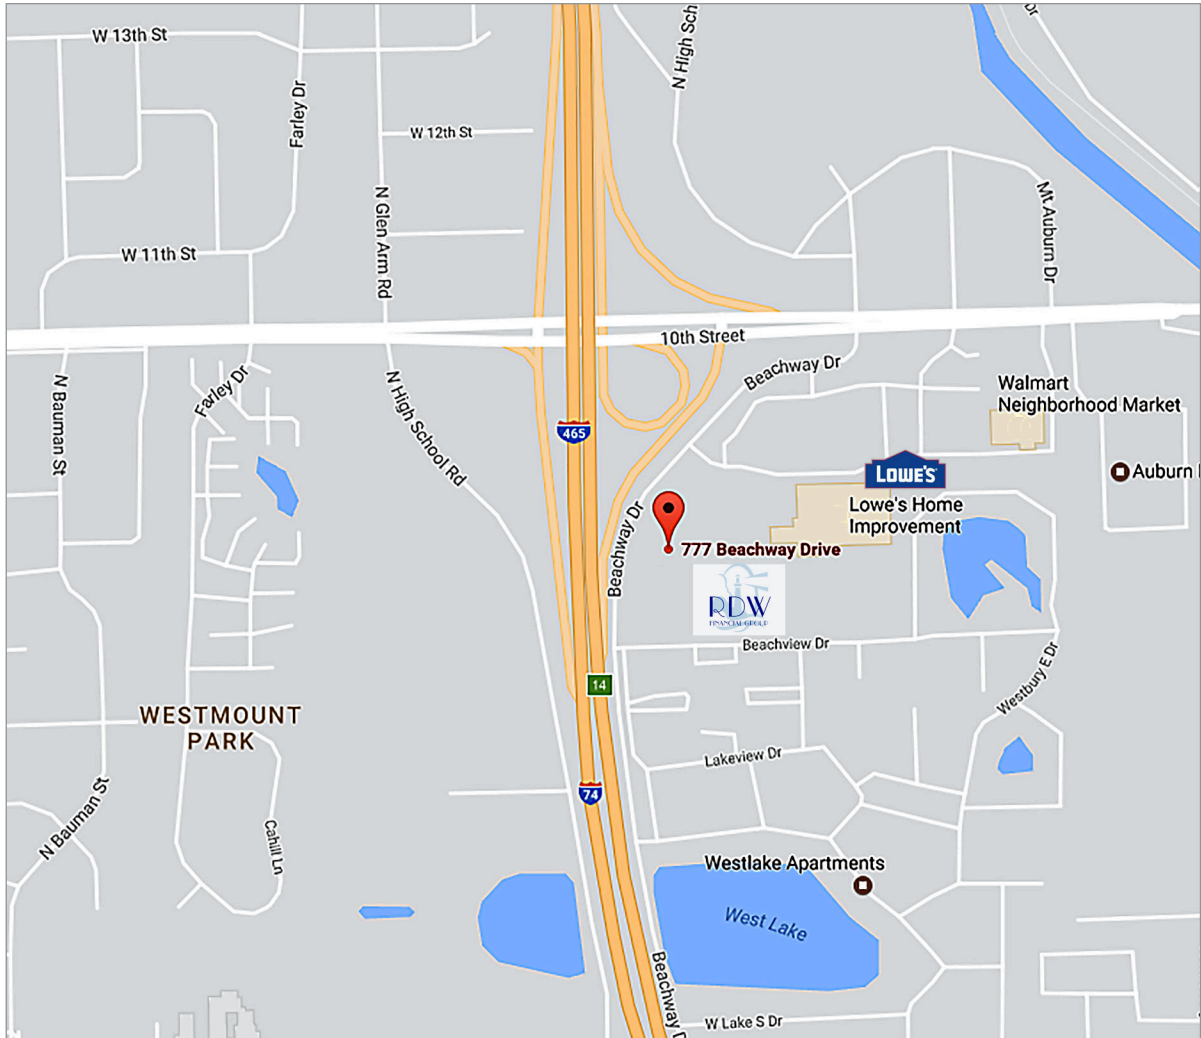 W 13th St
Farley Dr
N High Sch
Dr
W 12th St
N Glen Arm Rd
Mt Auburn Dr
W 11th St
10th Street
Beachway Dr
Farley Dr
N Bauman St
N High School Rd
Walmart
Neighborhood Market
465
LOWE'S
Auburn
Lowe's Home
Improvement
Beachway Dr
777 Beachway Drive
RDW
FINANCIAL GROUP
Beachview Dr
Westbury E Dr
14
WESTMOUNT
PARK
Lakeview Dr
74
N Bauman St
Cahill Ln
Westlake Apartments
West Lake
Beachway D
W Lake S Dr